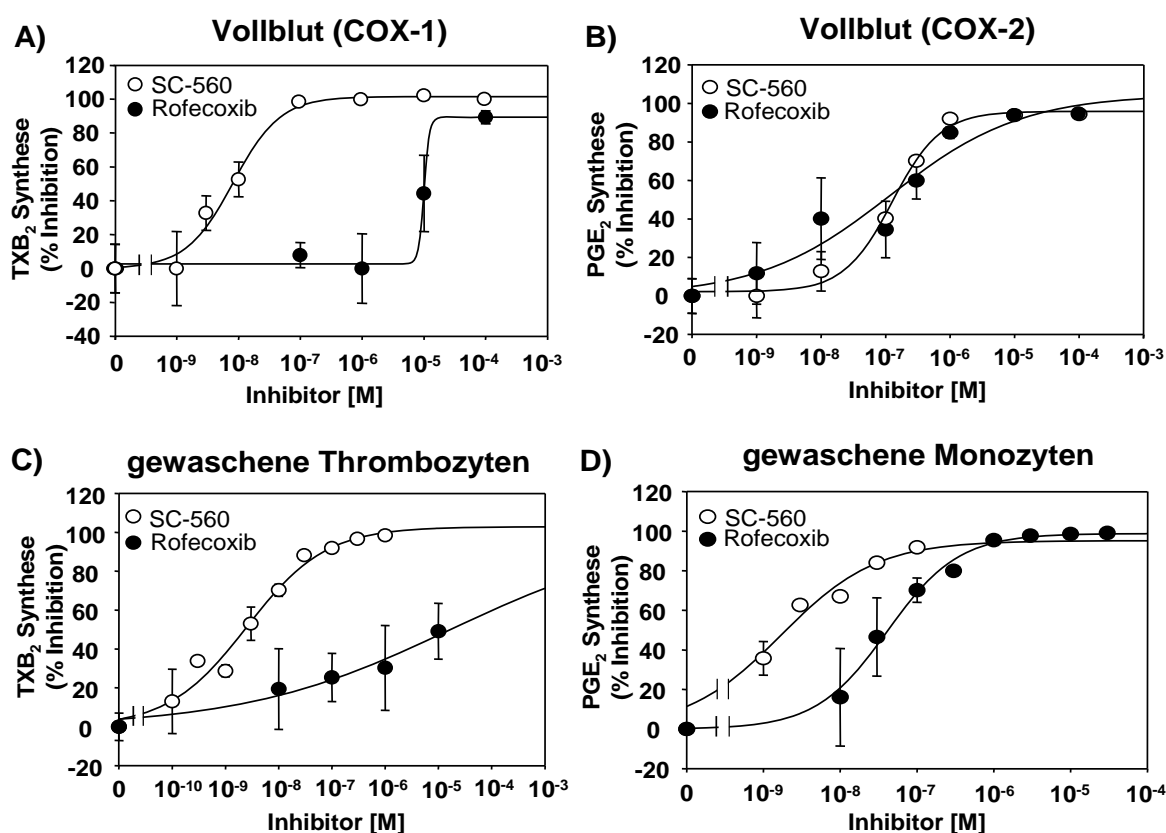 A)
Vollblut (COX-1)
120
100
80
60
40
20
0
-20
-40
TXB2 Synthese
(% Inhibition)
SC-560
Rofecoxib
0 10-9 10-8 10-7 10-6 10-5 10-4 10-3
Inhibitor [M]
B)
Vollblut (COX-2)
120
100
80
60
40
20
0
-20
PGE2 Synthese
(% Inhibition)
SC-560
Rofecoxib
0 10-9 10-8 10-7 10-6 10-5 10-4 10-3
Inhibitor [M]
C)
gewaschene Thrombozyten
120
100
80
60
40
20
0
-20
TXB2 Synthese
(% Inhibition)
SC-560
Rofecoxib
0 10-10 10-9 10-8 10-7 10-6 10-5 10-4 10-3
Inhibitor [M]
D)
gewaschene Monozyten
120
100
80
60
40
20
0
-20
PGE2 Synthese
(% Inhibition)
SC-560
Rofecoxib
0 10-9 10-8 10-7 10-6 10-5 10-4 10-3
Inhibitor [M]